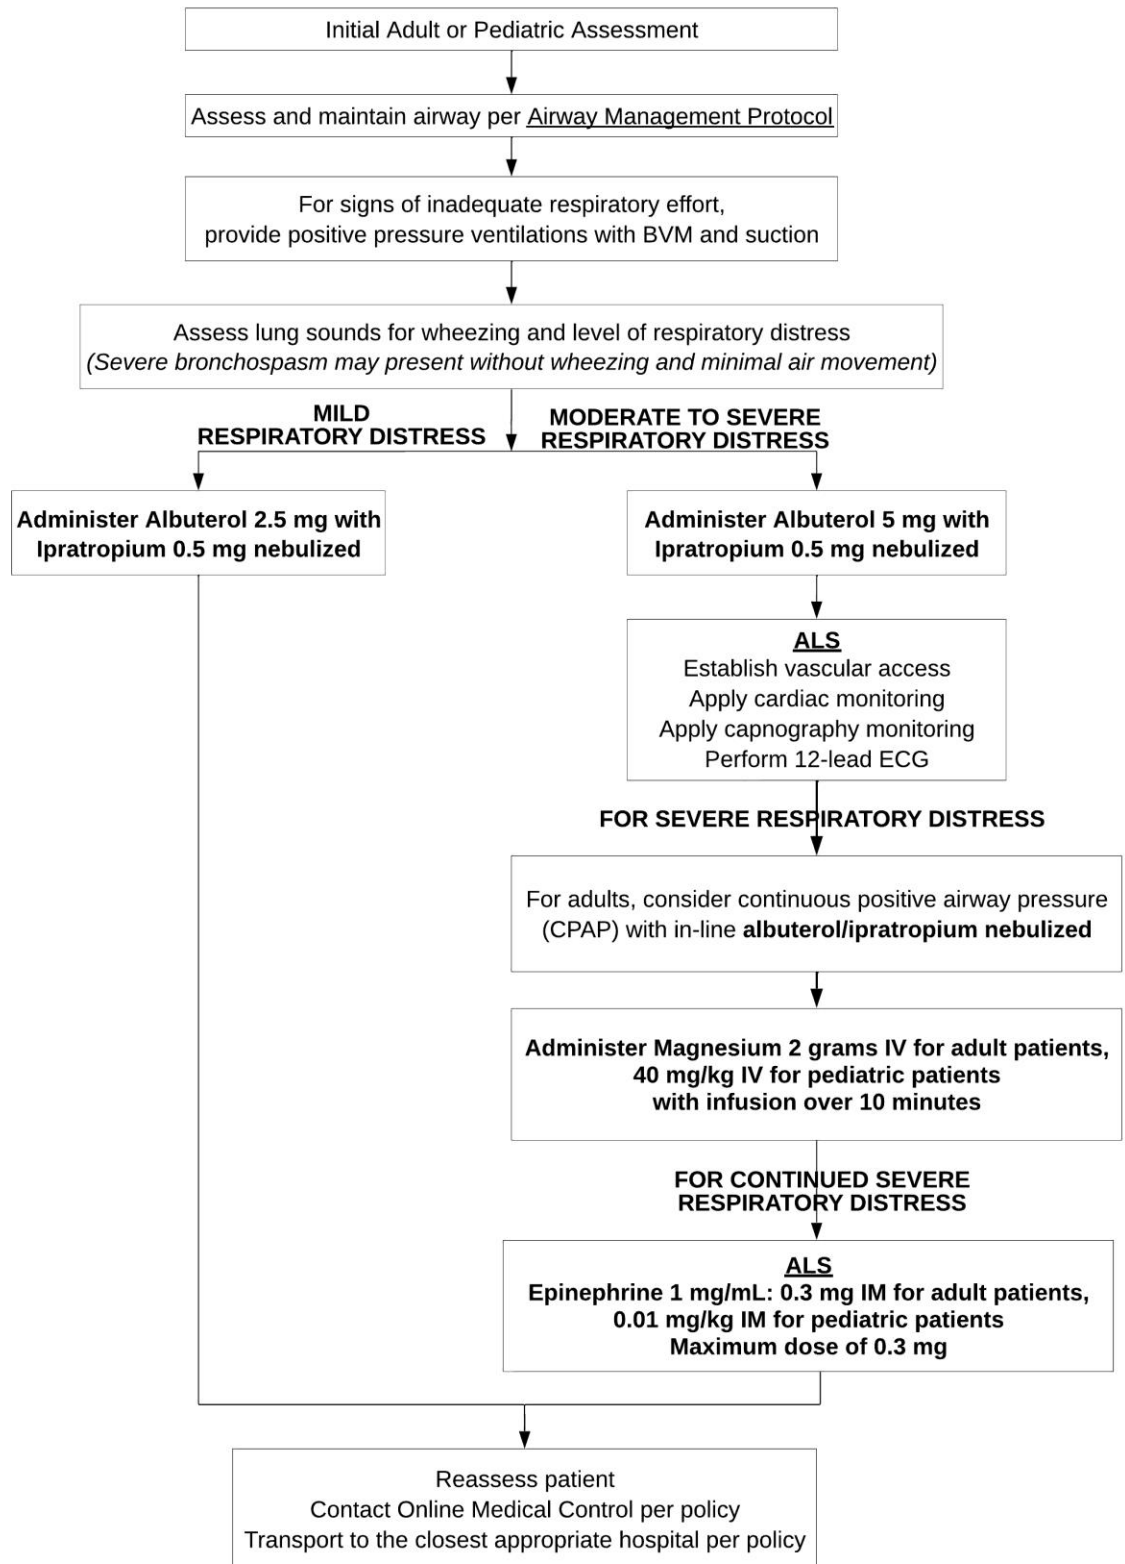 Initial Adult or Pediatric Assessment
Assess and maintain airway per Airway Management Protocol
For signs of inadequate respiratory effort,
provide positive pressure ventilations with BVM and suction
Assess lung sounds for wheezing and level of respiratory distress
(Severe bronchospasm may present without wheezing and minimal air movement)
MILD
RESPIRATORY DISTRESS
MODERATE TO SEVERE
RESPIRATORY DISTRESS
Administer Albuterol 2.5 mg with
Ipratropium 0.5 mg nebulized
Administer Albuterol 5 mg with
Ipratropium 0.5 mg nebulized
ALS
Establish vascular access
Apply cardiac monitoring
Apply capnography monitoring
Perform 12-lead ECG
FOR SEVERE RESPIRATORY DISTRESS
For adults, consider continuous positive airway pressure
(CPAP) with in-line albuterol/ipratropium nebulized
Administer Magnesium 2 grams IV for adult patients,
40 mg/kg IV for pediatric patients
with infusion over 10 minutes
FOR CONTINUED SEVERE
RESPIRATORY DISTRESS
ALS
Epinephrine 1 mg/mL: 0.3 mg IM for adult patients,
0.01 mg/kg IM for pediatric patients
Maximum dose of 0.3 mg
Reassess patient
Contact Online Medical Control per policy
Transport to the closest appropriate hospital per policy